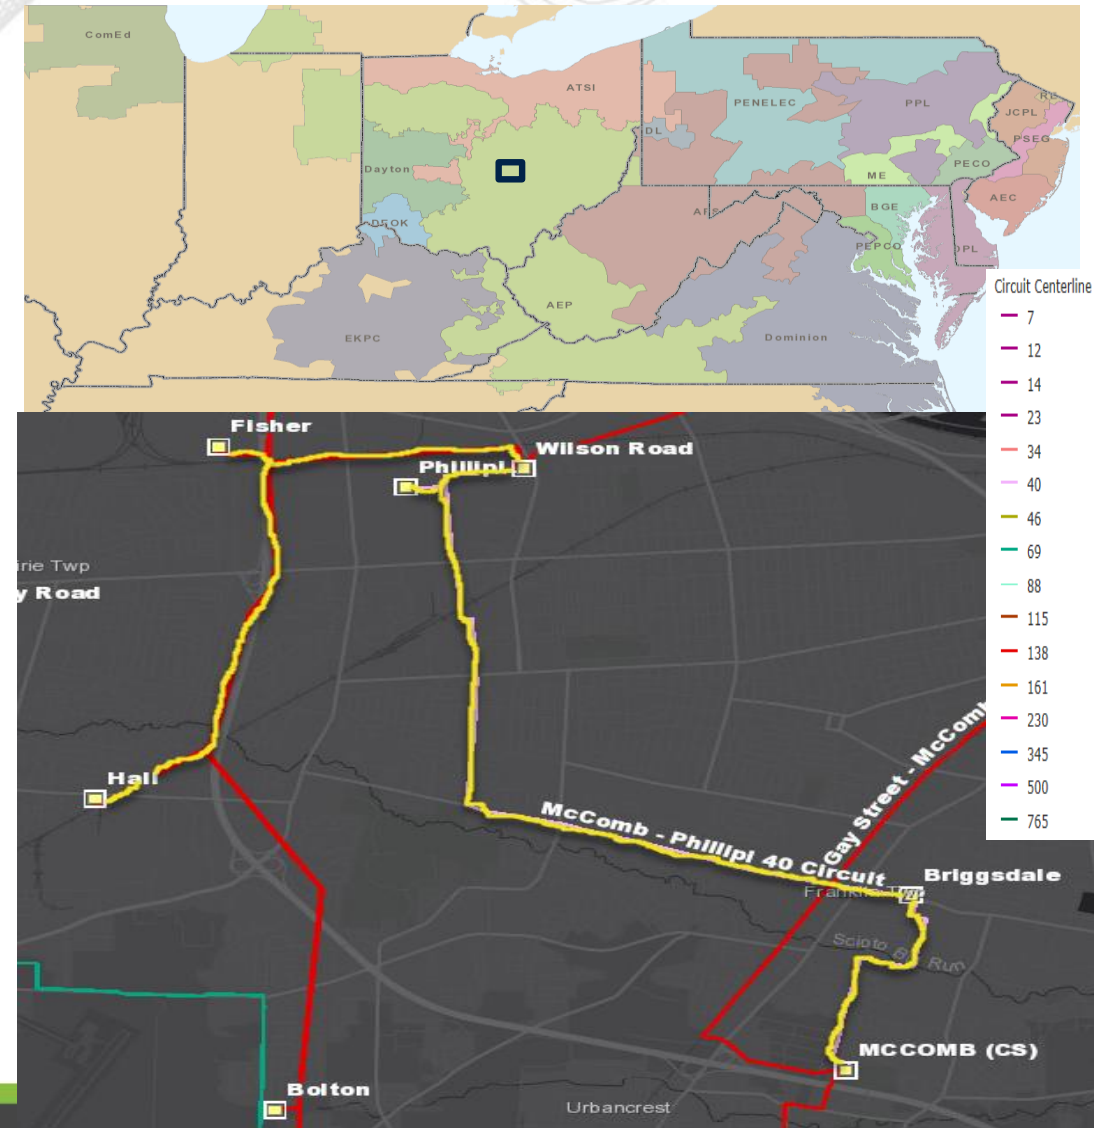 ComEd
ATSI
PENELEC
PPL
JCPL
PSEG
DL
Dayton
ME
PECO
AEC
BGE
DEOK
PEPCO
DPL
AEP
EKPC
Dominion
Circuit Centerline
7
12
14
23
34
40
46
69
88
115
138
161
230
345
500
765
Fisher
Wilson Road
Phillipi
irie Twp
y Road
Hall
McComb - Phillipi 40 Circuit
Gay Street - McComb
Briggsdale
Franklin
Scioto Run
MCCOMB (CS)
Bolton
Urbancrest